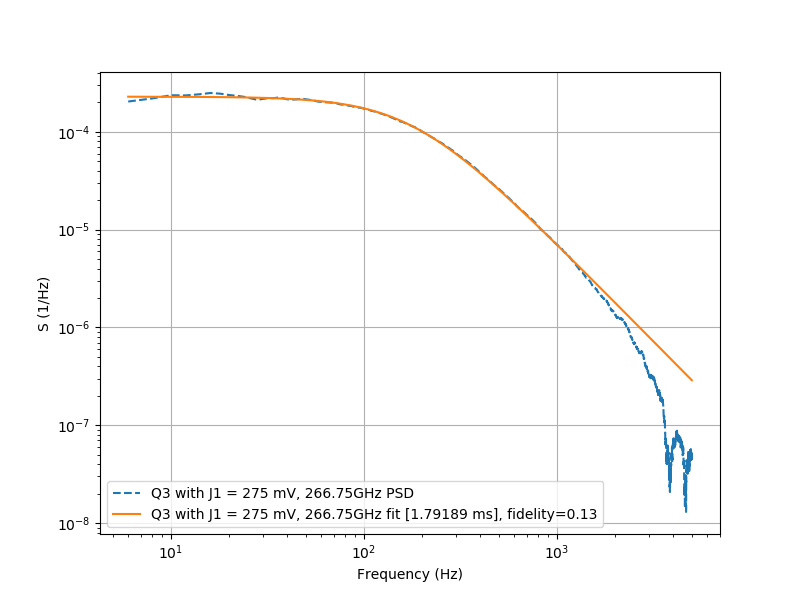 S (1/Hz)
10⁻⁴
10⁻⁵
10⁻⁶
10⁻⁷
10⁻⁸
Q3 with J1 = 275 mV, 266.75GHz PSD
Q3 with J1 = 275 mV, 266.75GHz fit [1.79189 ms], fidelity=0.13
10¹
10²
10³
Frequency (Hz)